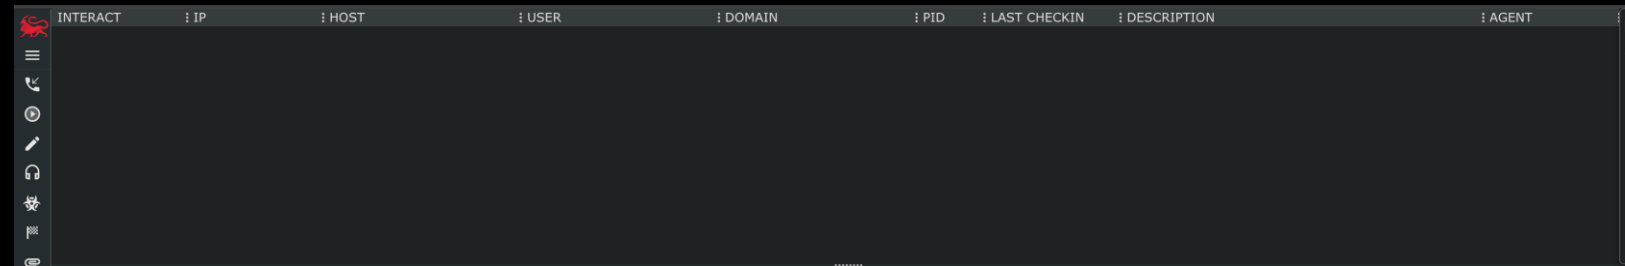 INTERACT IP HOST USER DOMAIN PID LAST CHECKIN DESCRIPTION AGENT